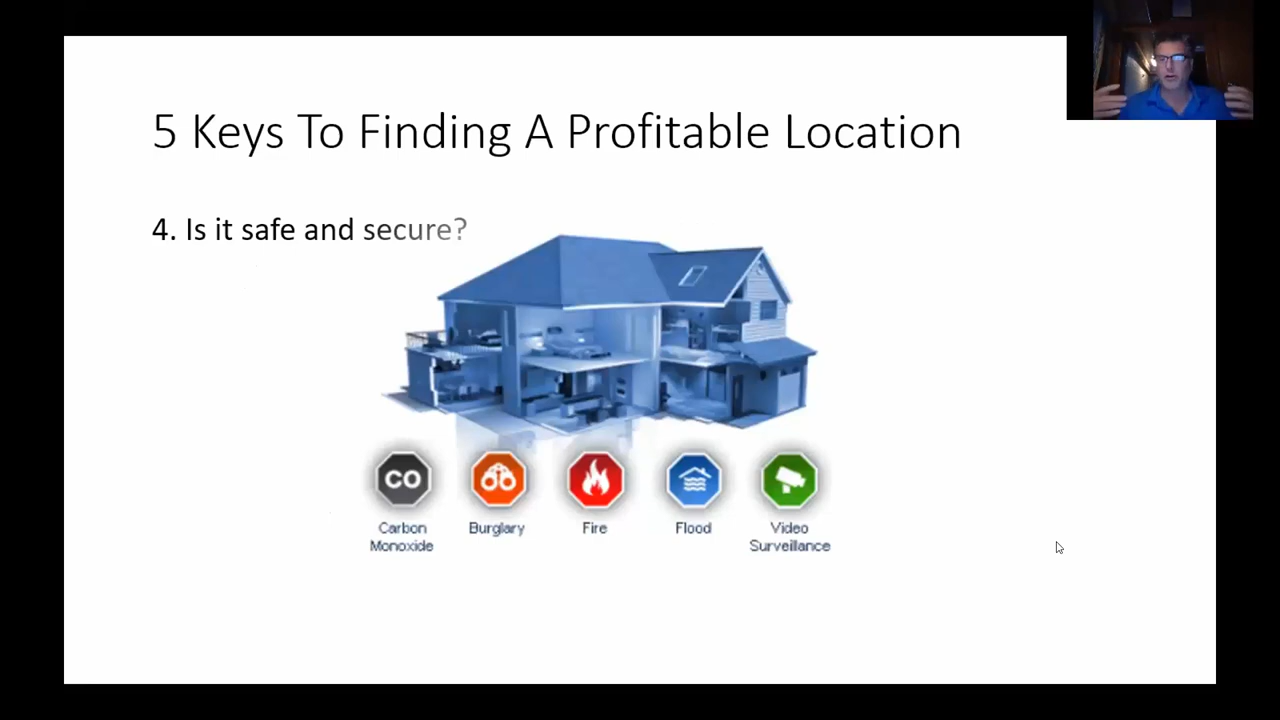 5 Keys To Finding A Profitable Location
4. Is it safe and secure?
CO
Carbon
Monoxide
Burglary
Fire
Flood
Video
Surveillance